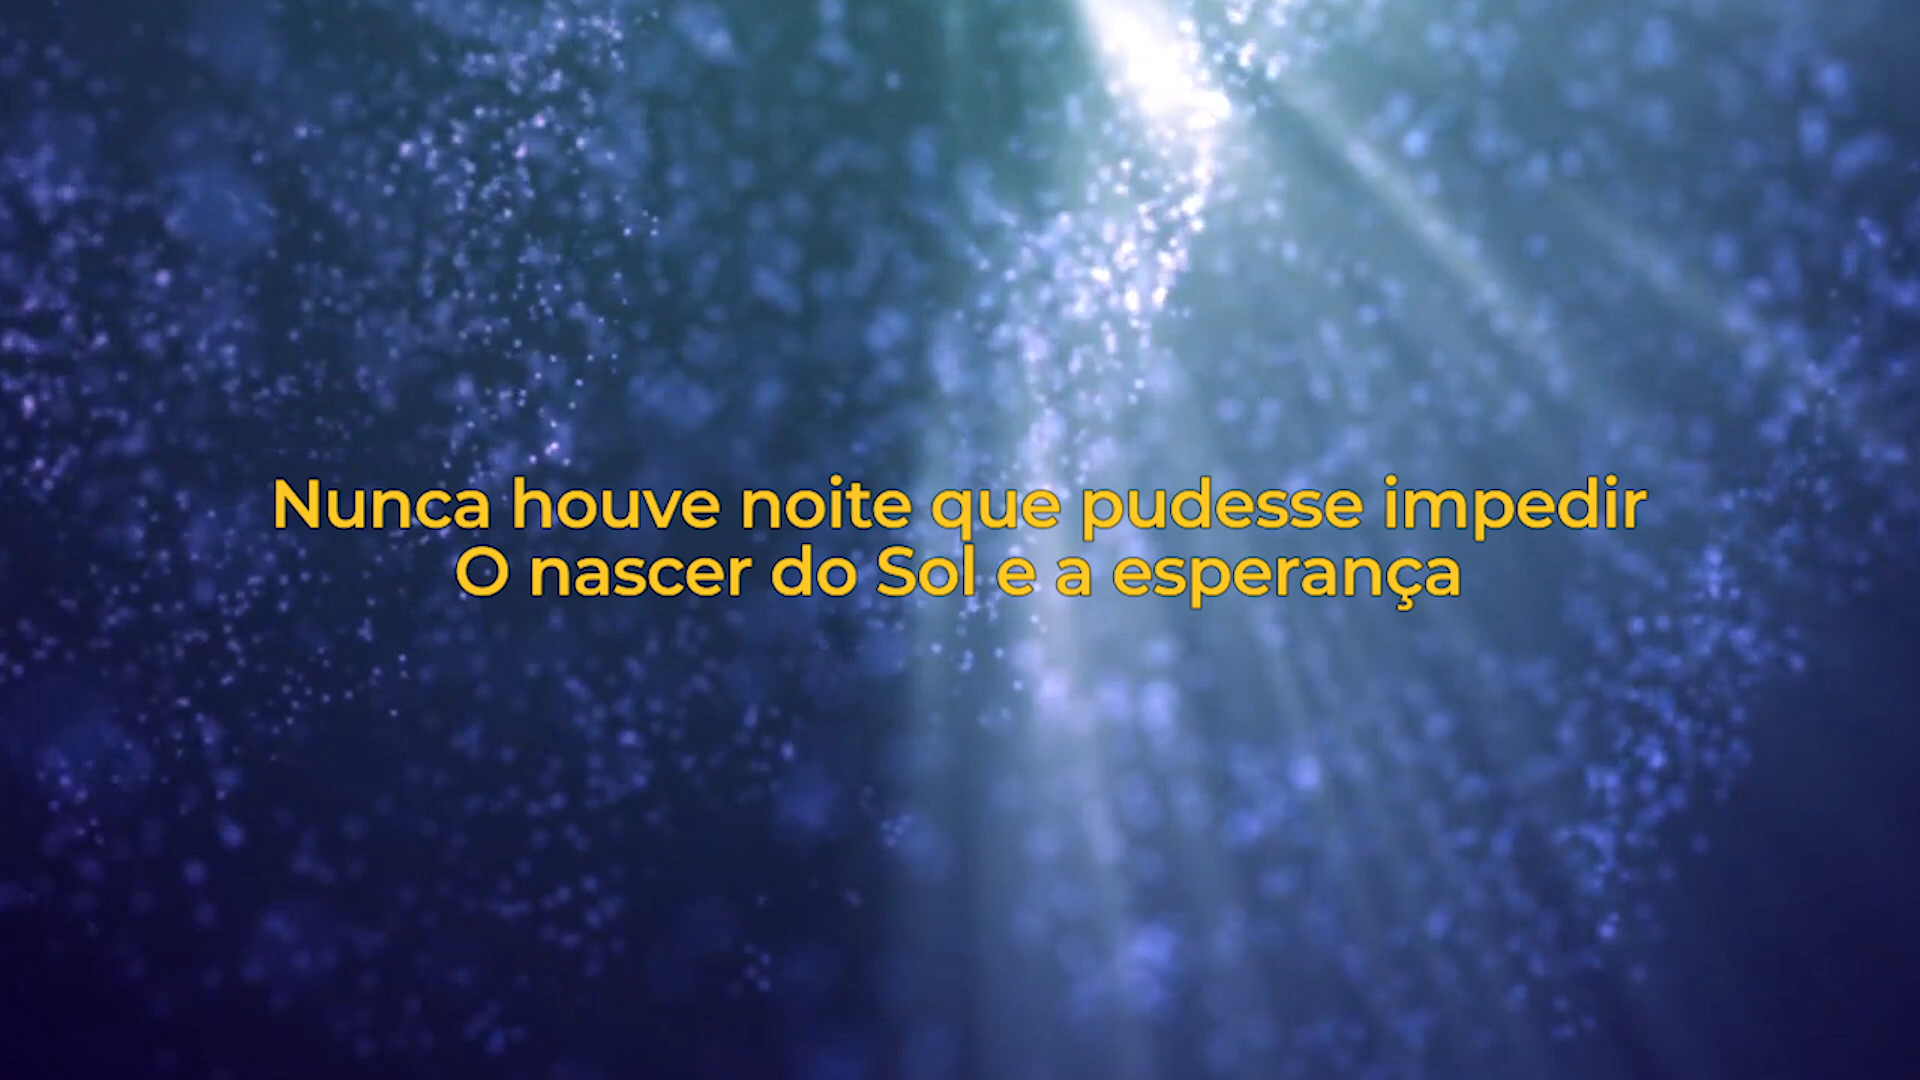 Nunca houve noite que pudesse impedir
O nascer do Sol e a esperança